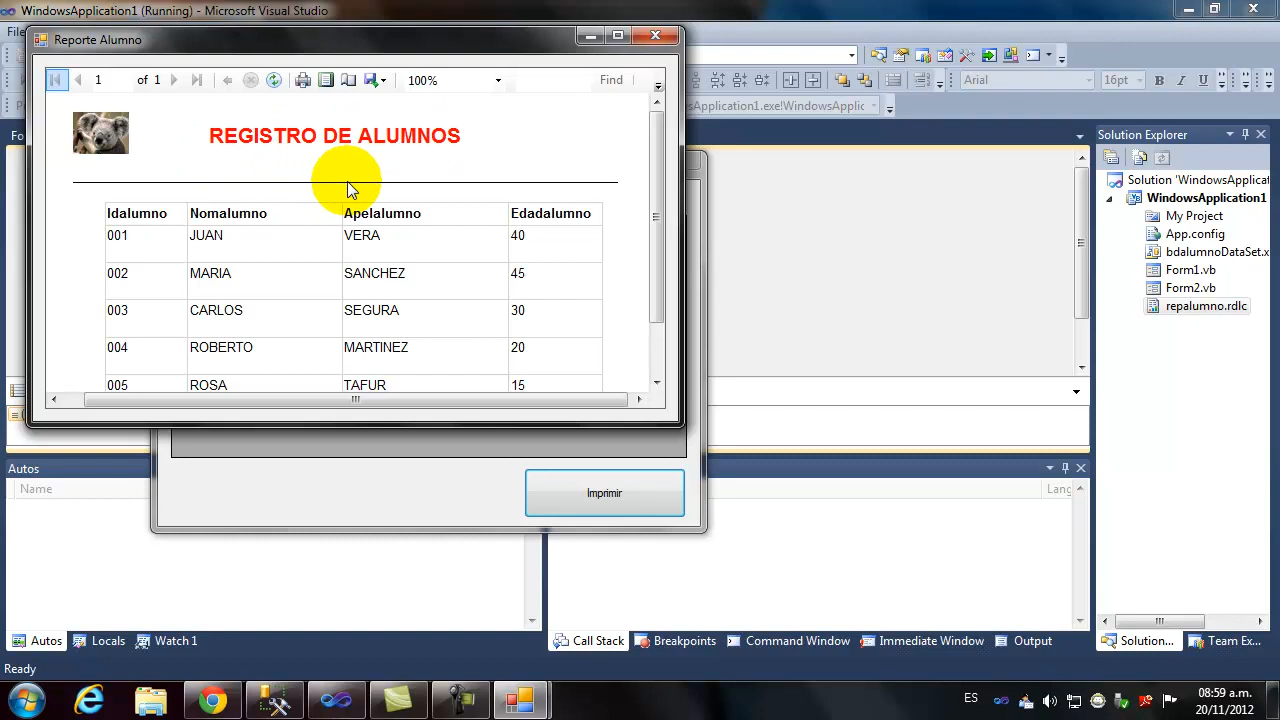 WindowsApplication1 (Running) - Microsoft Visual Studio
Reporte Alumno
1 of 1 100% Find
Arial 16pt B I U
REGISTRO DE ALUMNOS
Idalumno Nomalumno Apelalumno Edadalumno
001 JUAN VERA 40
002 MARIA SANCHEZ 45
003 CARLOS SEGURA 30
004 ROBERTO MARTINEZ 20
005 ROSA TAFUR 15
Imprimir
ampliacation1.exe!WindowsApplic
Solution Explorer
Solution 'WindowsApplicat
WindowsApplication1
My Project
App.config
bdalumnoDataSet.x
Form1.vb
Form2.vb
repalumno.rdlc
Autos
Name
Lang
Autos Locals Watch 1
Call Stack Breakpoints Command Window Immediate Window Output
Solution... Team Ex...
Ready
ES
08:59 a.m.
20/11/2012